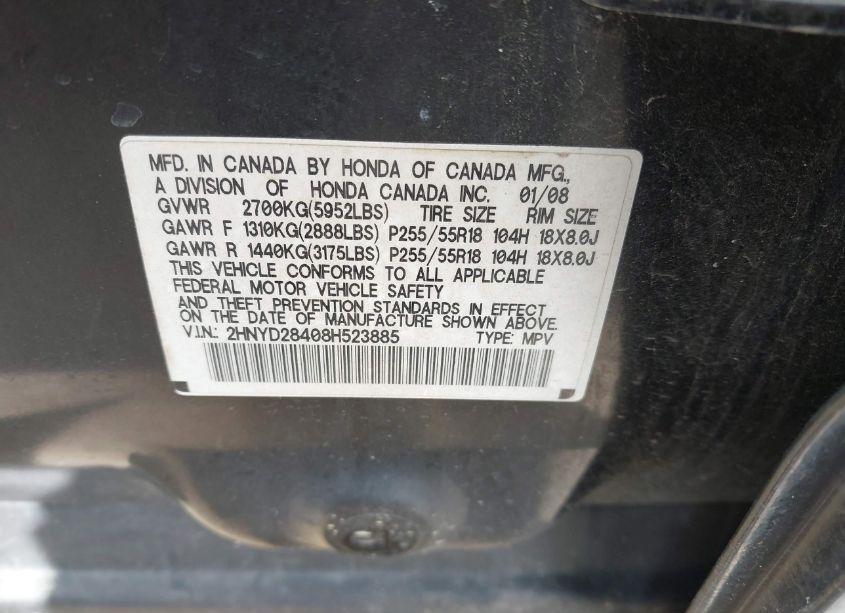 MFD. IN CANADA BY HONDA OF CANADA MFG.,
A DIVISION OF HONDA CANADA INC. 01/08
GVWR 2700KG(5952LBS) TIRE SIZE RIM SIZE
GAWR F 1310KG(2888LBS) P255/55R18 104H 18X8.0J
GAWR R 1440KG(3175LBS) P255/55R18 104H 18X8.0J
THIS VEHICLE CONFORMS TO ALL APPLICABLE
FEDERAL MOTOR VEHICLE SAFETY
AND THEFT PREVENTION STANDARDS IN EFFECT
ON THE DATE OF MANUFACTURE SHOWN ABOVE.
V.I.N.: 2HNYD28408H523885 TYPE: MPV